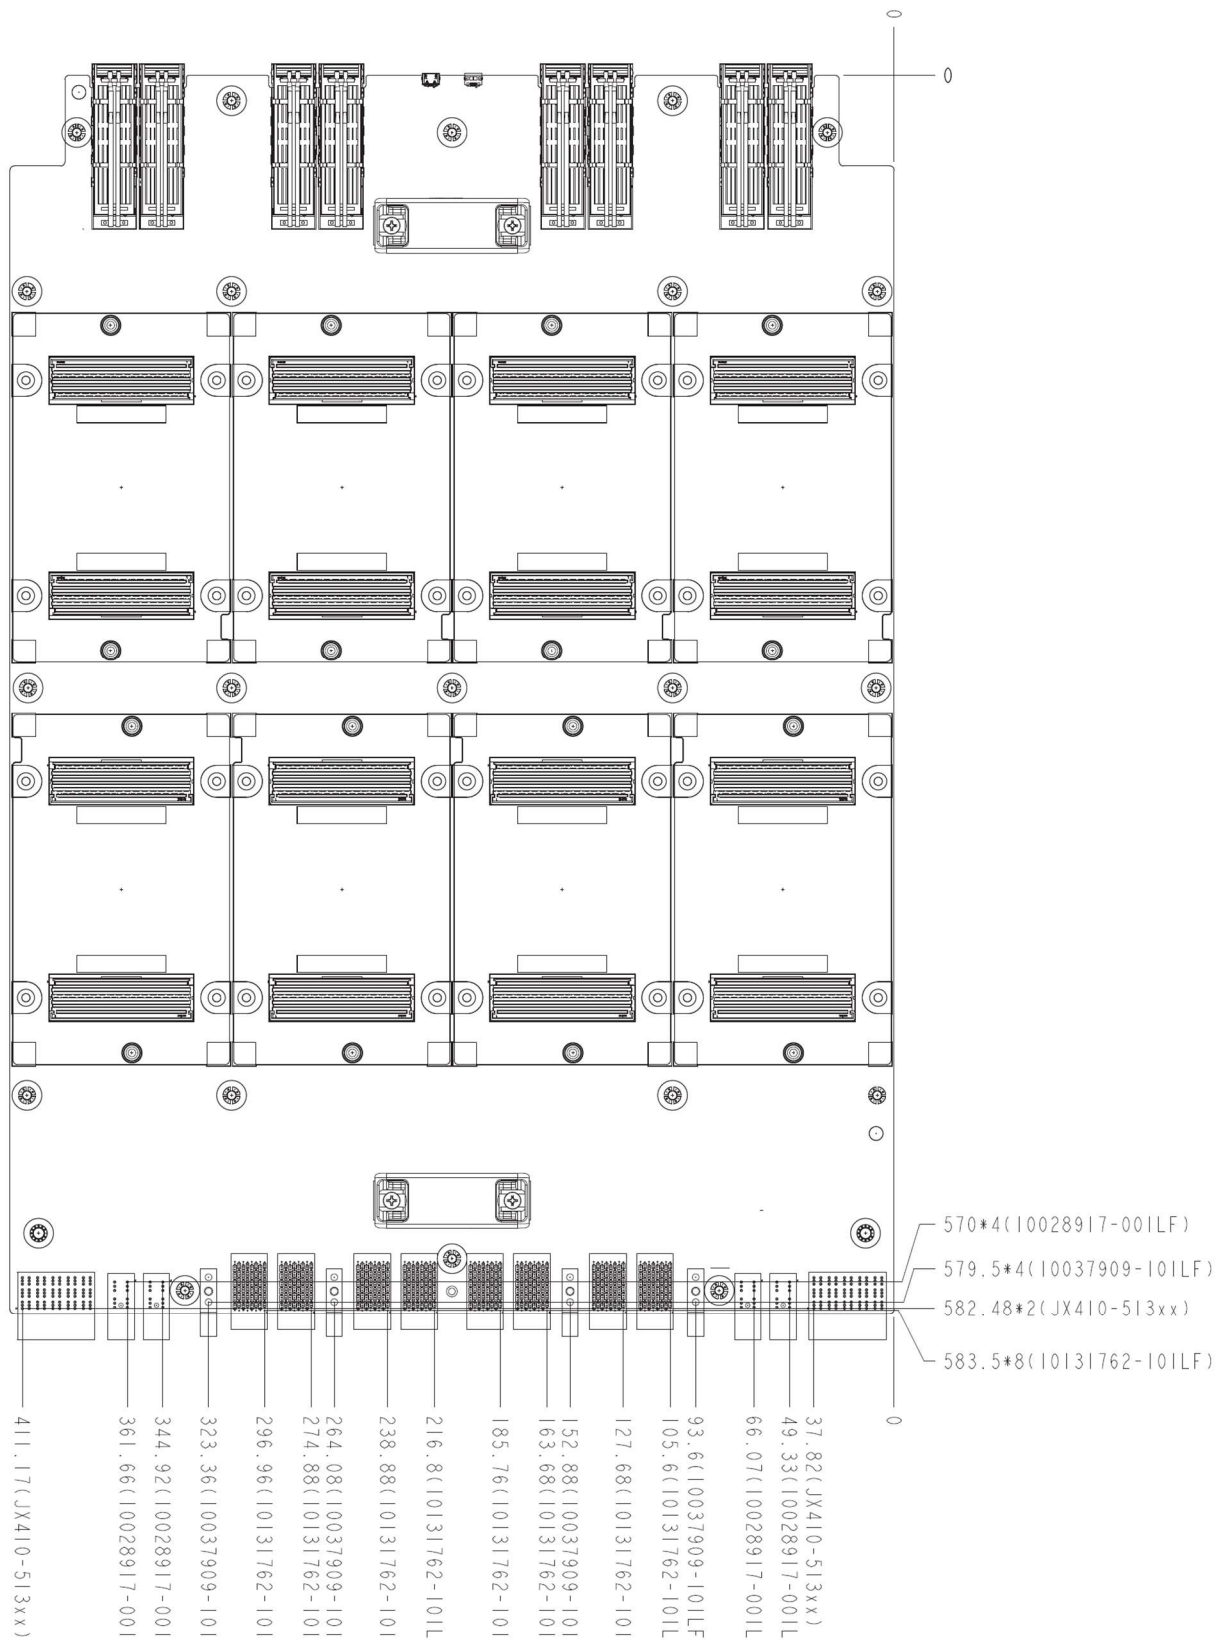 0
0
570*4(10028917-001LF)
579.5*4(10037909-101LF)
582.48*2(JX410-513xx)
583.5*8(10131762-101LF)
411.17(JX410-513xx)
361.66(10028917-001
344.92(10028917-001
323.36(10037909-101
296.96(10131762-101
274.88(10131762-101
264.08(10037909-101
238.88(10131762-101
216.8(10131762-101L
185.76(10131762-101
163.68(10131762-101
152.88(10037909-101
127.68(10131762-101
105.6(10131762-101L
93.6(10037909-101LF
66.07(10028917-001L
49.33(10028917-001L
37.82(JX410-513xx)
0